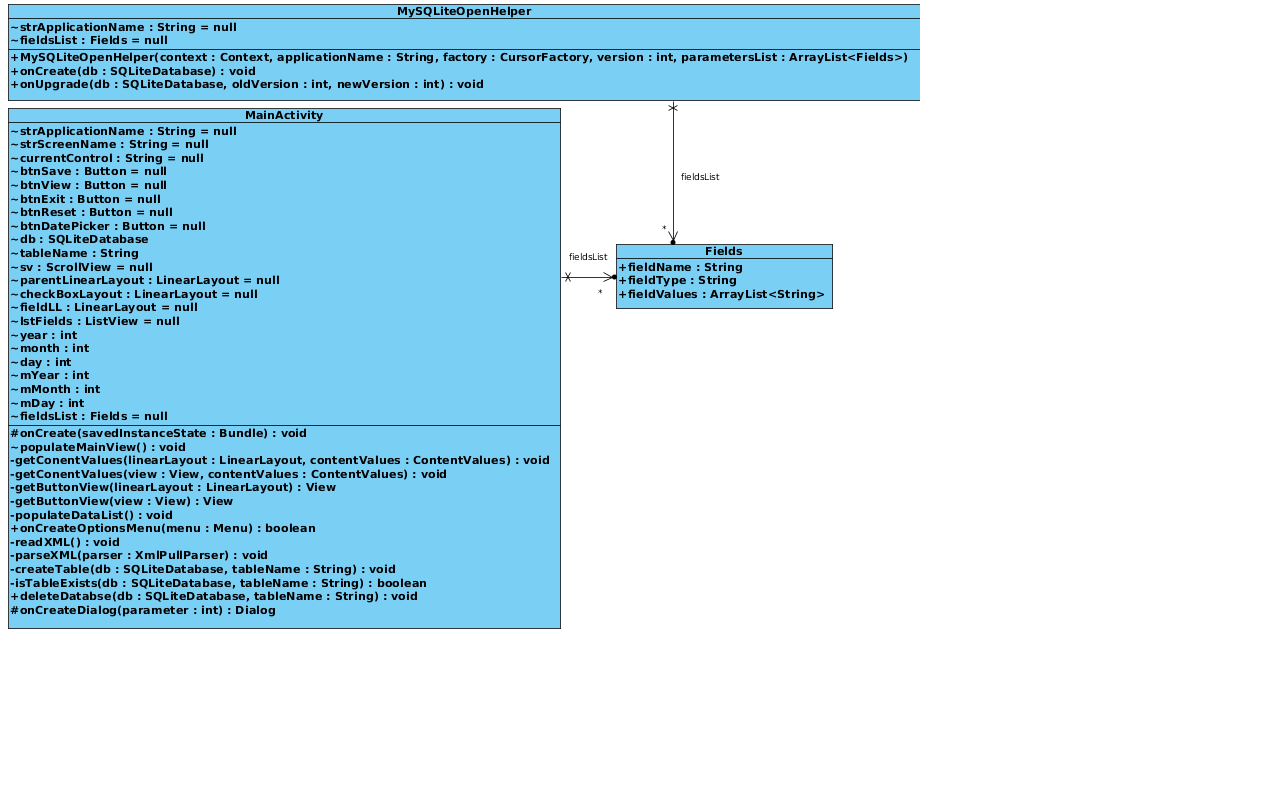 MySQLiteOpenHelper
~strApplicationName : String = null
~fieldsList : Fields = null
+MySQLiteOpenHelper(context : Context, applicationName : String, factory : CursorFactory, version : int, parametersList : ArrayList<Fields>)
+onCreate(db : SQLiteDatabase) : void
+onUpgrade(db : SQLiteDatabase, oldVersion : int, newVersion : int) : void
MainActivity
~strApplicationName : String = null
~strScreenName : String = null
~currentControl : String = null
~btnSave : Button = null
~btnView : Button = null
~btnExit : Button = null
~btnReset : Button = null
~btnDatePicker : Button = null
~db : SQLiteDatabase
~tableName : String
~sv : ScrollView = null
~parentLinearLayout : LinearLayout = null
~checkBoxLayout : LinearLayout = null
~fieldLL : LinearLayout = null
~lstFields : ListView = null
~year : int
~month : int
~day : int
~mYear : int
~mMonth : int
~mDay : int
~fieldsList : Fields = null
#onCreate(savedInstanceState : Bundle) : void
~populateMainView() : void
-getConentValues(linearLayout : LinearLayout, contentValues : ContentValues) : void
-getConentValues(view : View, contentValues : ContentValues) : void
-getButtonView(linearLayout : LinearLayout) : View
-getButtonView(view : View) : View
-populateDataList() : void
+onCreateOptionsMenu(menu : Menu) : boolean
-readXML() : void
-parseXML(parser : XmlPullParser) : void
-createTable(db : SQLiteDatabase, tableName : String) : void
-isTableExists(db : SQLiteDatabase, tableName : String) : boolean
+deleteDatabse(db : SQLiteDatabase, tableName : String) : void
#onCreateDialog(parameter : int) : Dialog
fieldsList
*
fieldsList
*
Fields
+fieldName : String
+fieldType : String
+fieldValues : ArrayList<String>